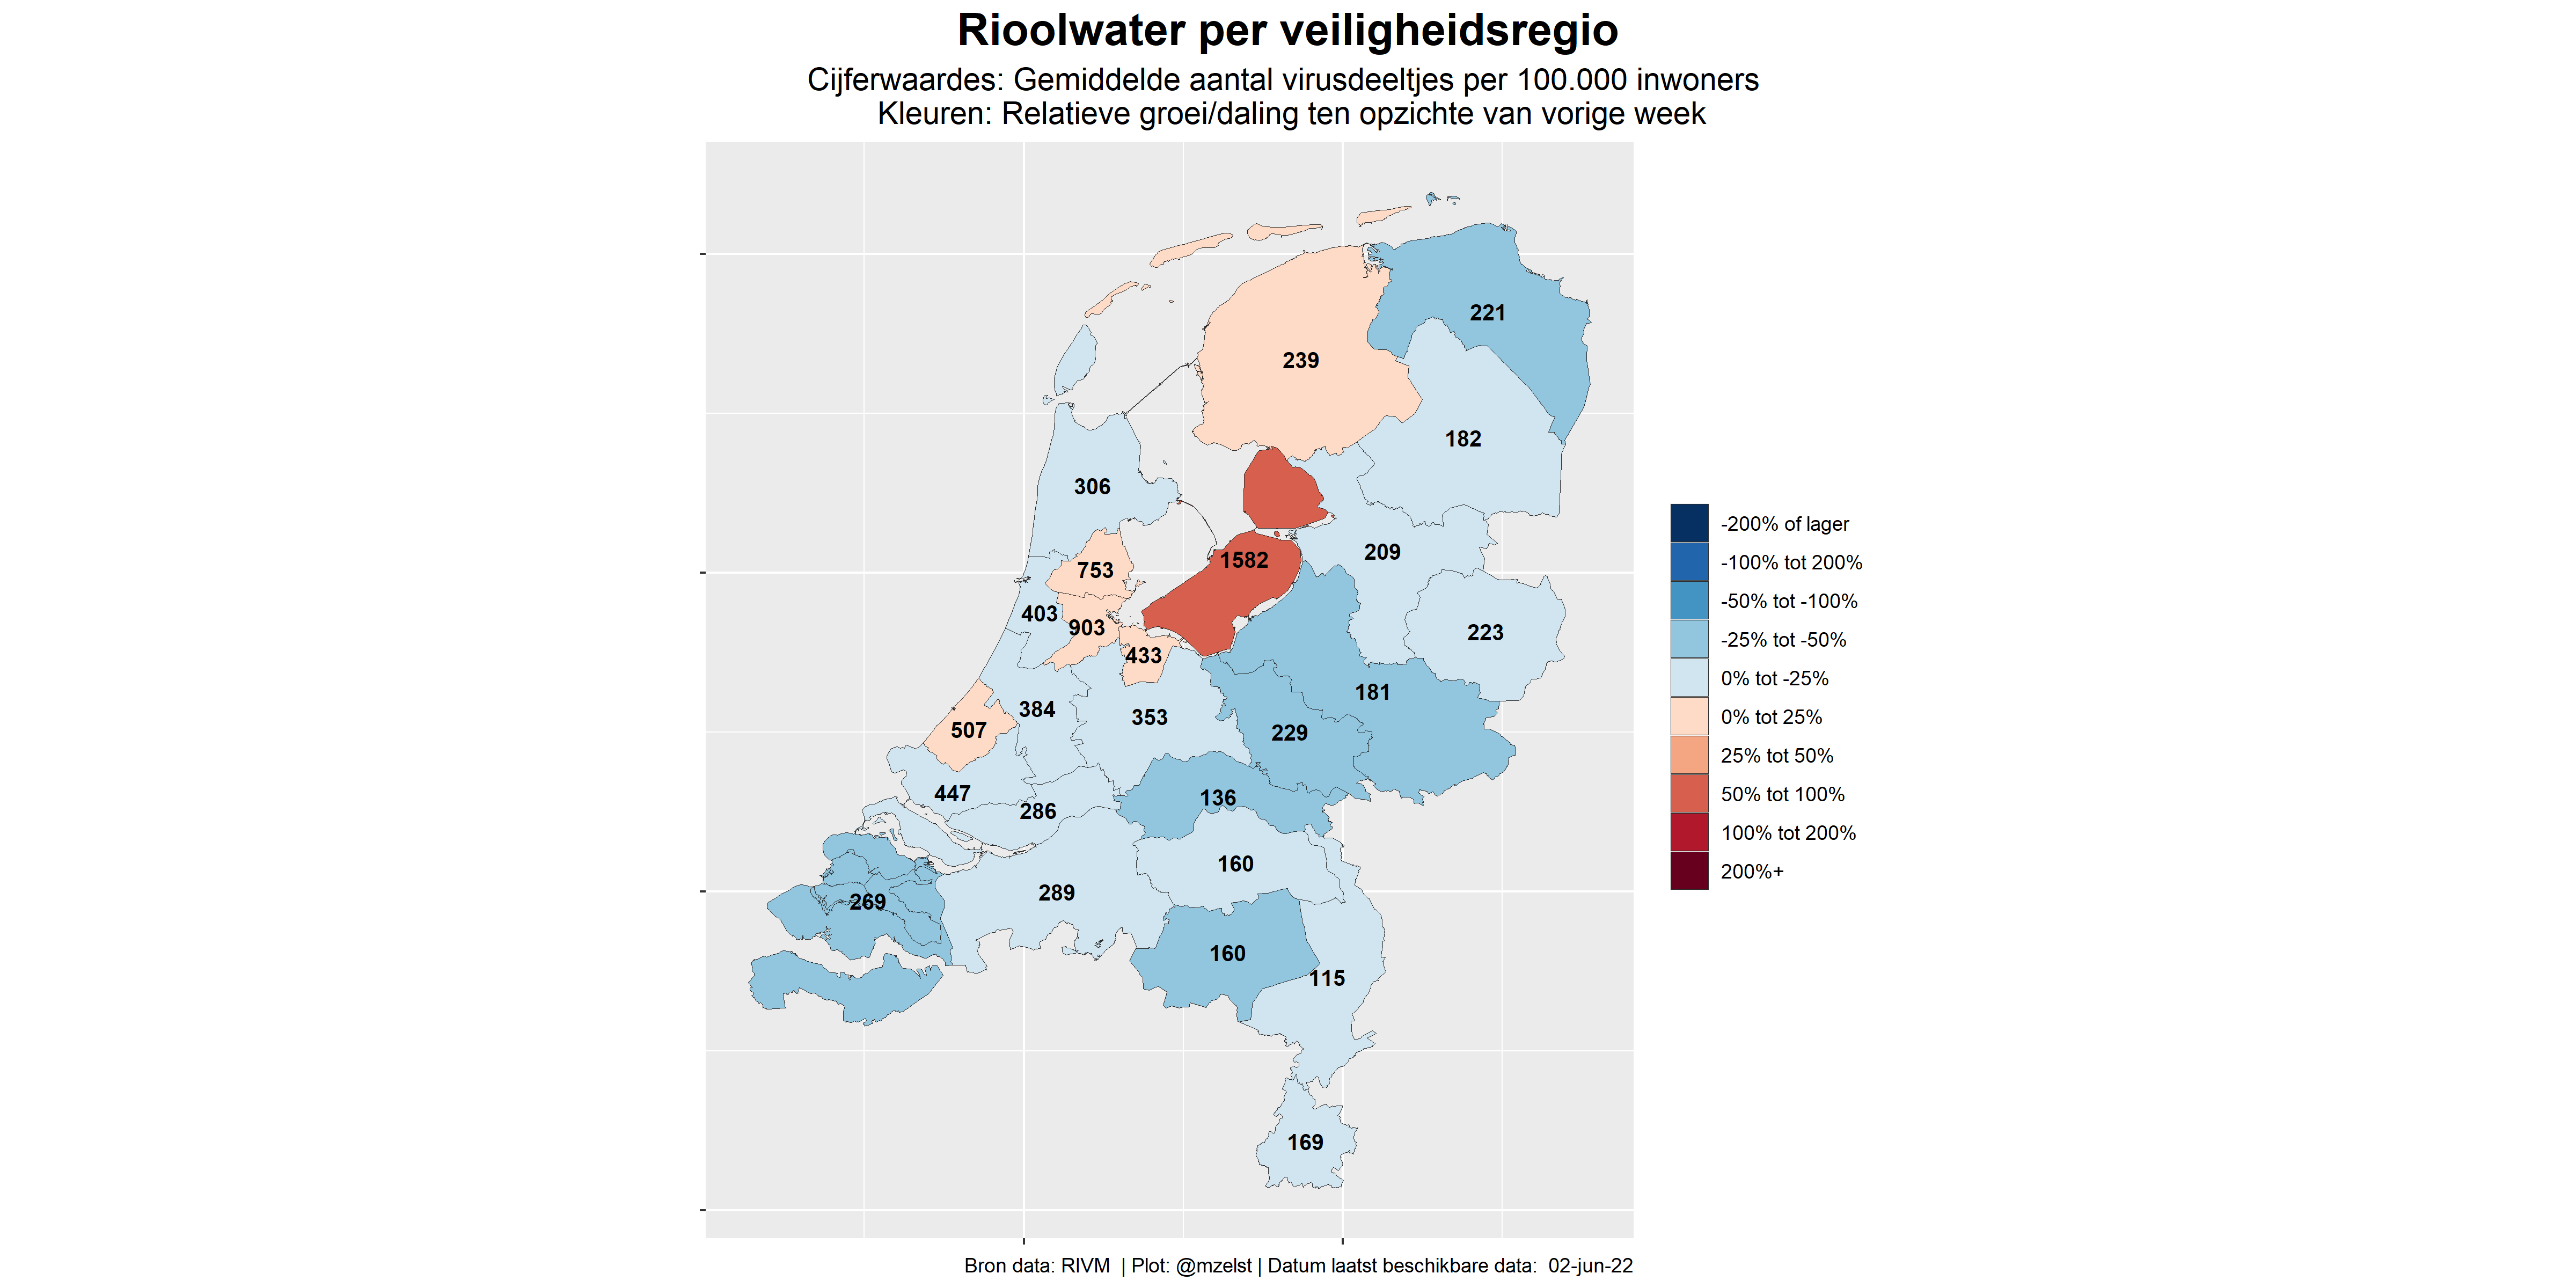 Rioolwater per veiligheidsregio
Cijferwaardes: Gemiddelde aantal virusdeeltjes per 100.000 inwoners
Kleuren: Relatieve groei/daling ten opzichte van vorige week
221
239
182
306
209
1582
753
403
903
223
433
181
384
353
507
229
447
136
286
160
289
269
160
115
169
-200% of lager
-100% tot 200%
-50% tot -100%
-25% tot -50%
0% tot -25%
0% tot 25%
25% tot 50%
50% tot 100%
100% tot 200%
200%+
Bron data: RIVM | Plot: @mzelst | Datum laatst beschikbare data: 02-jun-22